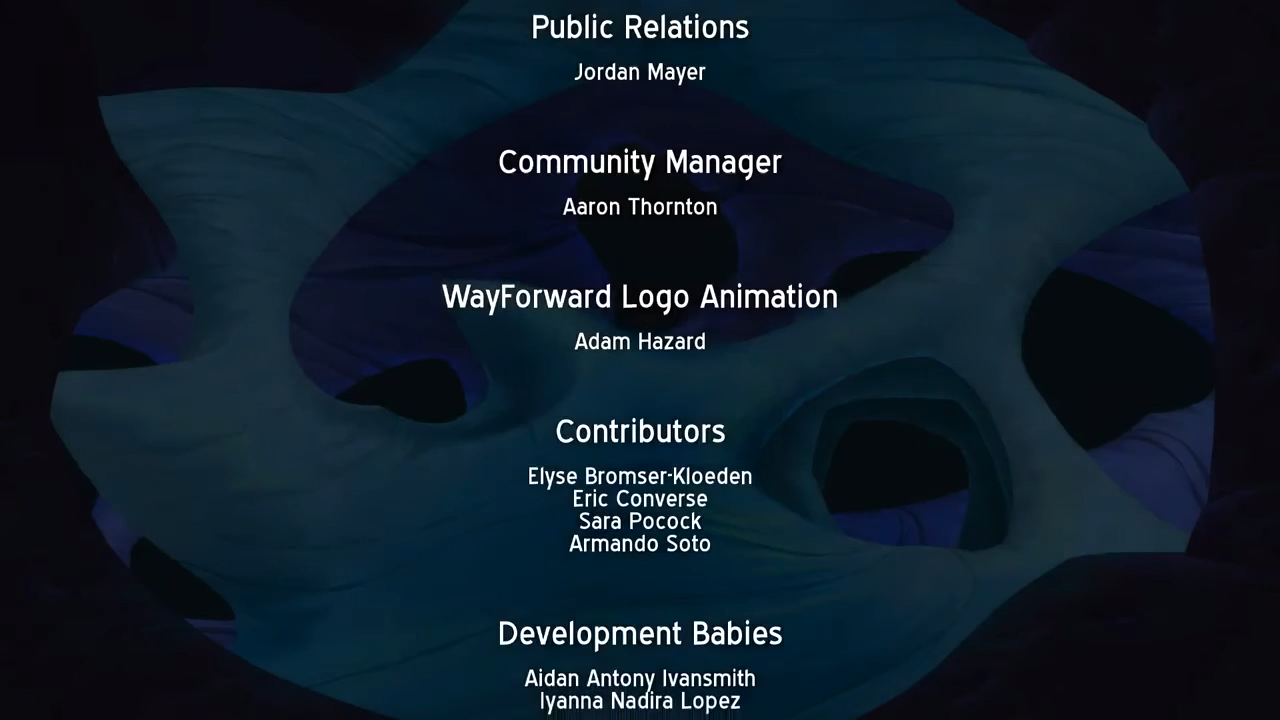 Public Relations
Jordan Mayer
Community Manager
Aaron Thornton
WayForward Logo Animation
Adam Hazard
Contributors
Elyse Bromser-Kloeden
Eric Converse
Sara Pocock
Armando Soto
Development Babies
Aidan Antony Ivansmith
Iyanna Nadira Lopez